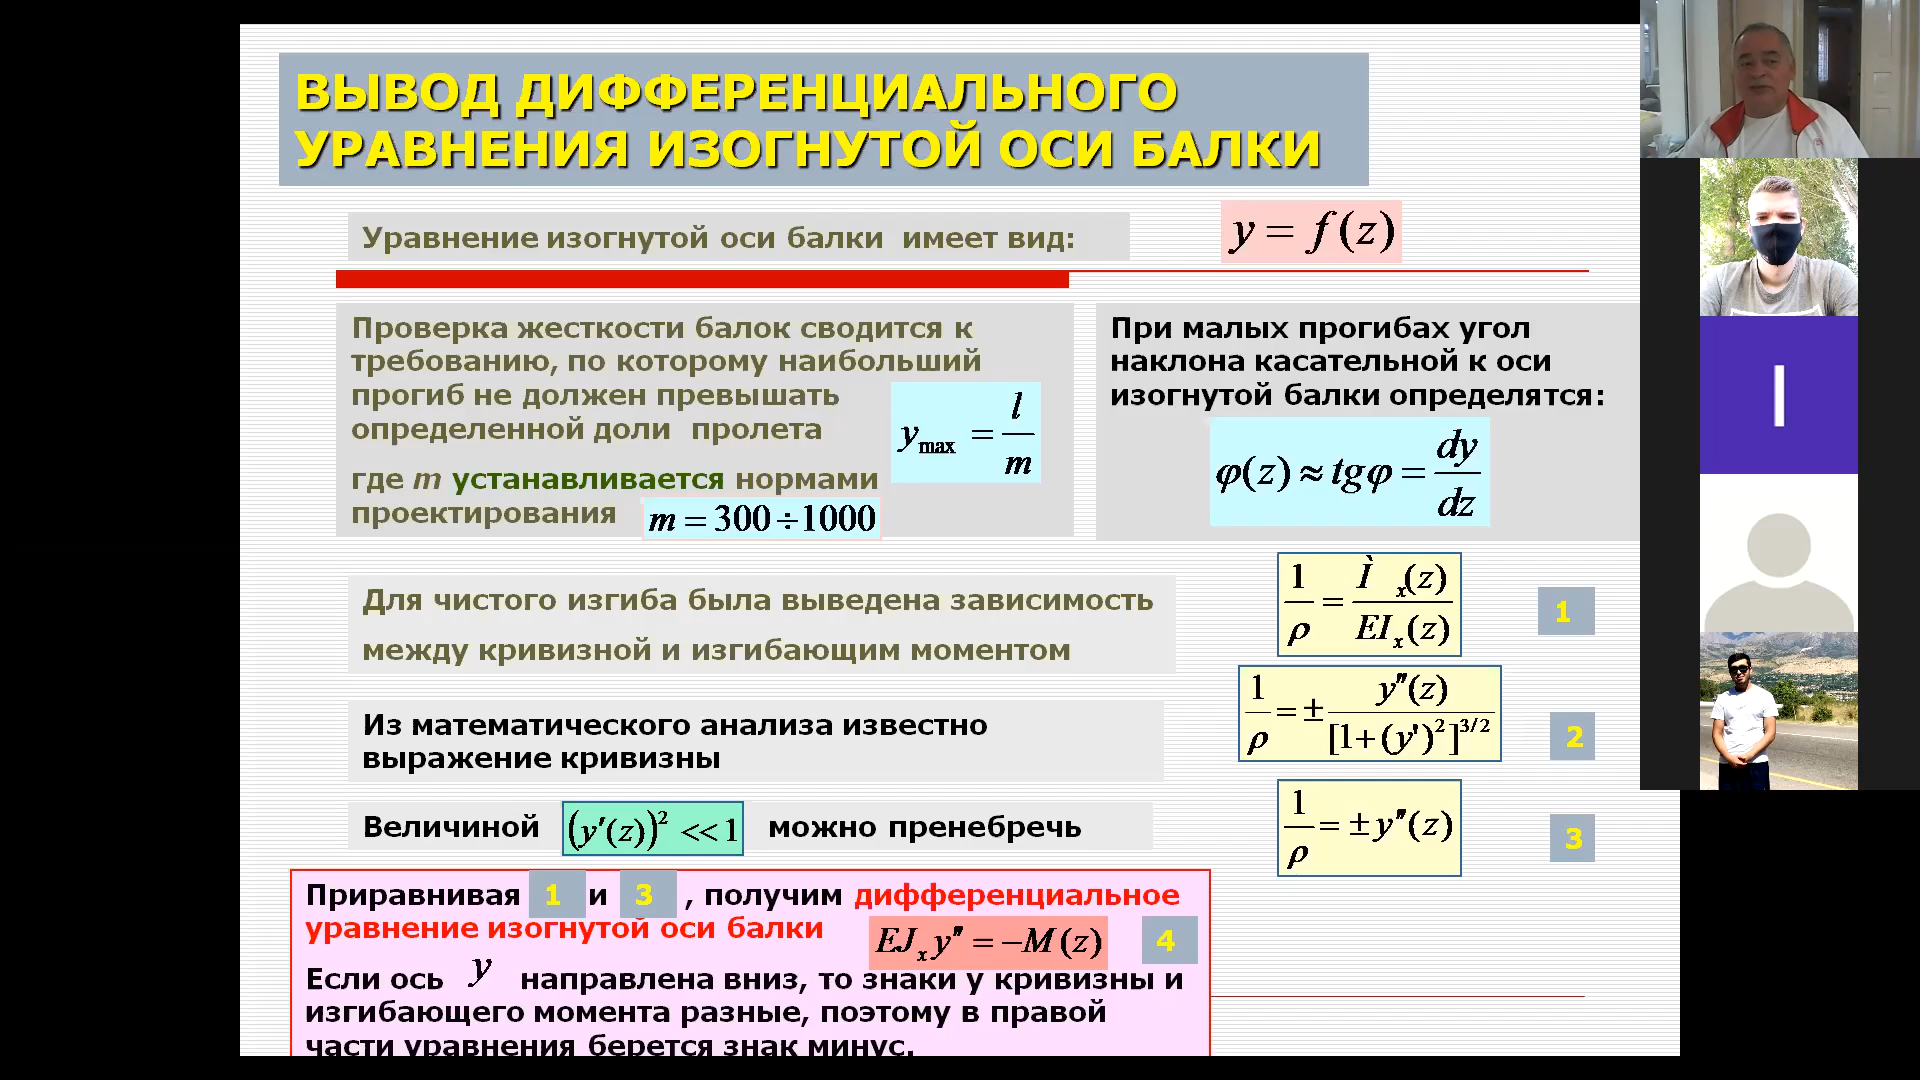 ВЫВОД ДИФФЕРЕНЦИАЛЬНОГО
УРАВНЕНИЯ ИЗОГНУТОЙ ОСИ БАЛКИ
Уравнение изогнутой оси балки имеет вид:
y = f(z)
Проверка жесткости балок сводится к
требованию, по которому наибольший
прогиб не должен превышать
определенной доли пролета
y_max = l/m
где m устанавливается нормами
проектирования
m = 300 ÷ 1000
При малых прогибах угол
наклона касательной к оси
изогнутой балки определятся:
φ(z) ≈ tgφ = dy/dz
Для чистого изгиба была выведена зависимость
между кривизной и изгибающим моментом
1/ρ = Ì_x(z)/EI_x(z)
1
Из математического анализа известно
выражение кривизны
1/ρ = ± y″(z)/[1+(y')²]^3/2
2
Величиной (y′(z))² << 1 можно пренебречь
1/ρ = ± y″(z)
3
Приравнивая 1 и 3 , получим дифференциальное
уравнение изогнутой оси балки
EJ_x y″ = −M(z)
4
Если ось y направлена вниз, то знаки у кривизны и
изгибающего момента разные, поэтому в правой
части уравнения берется знак минус.
I